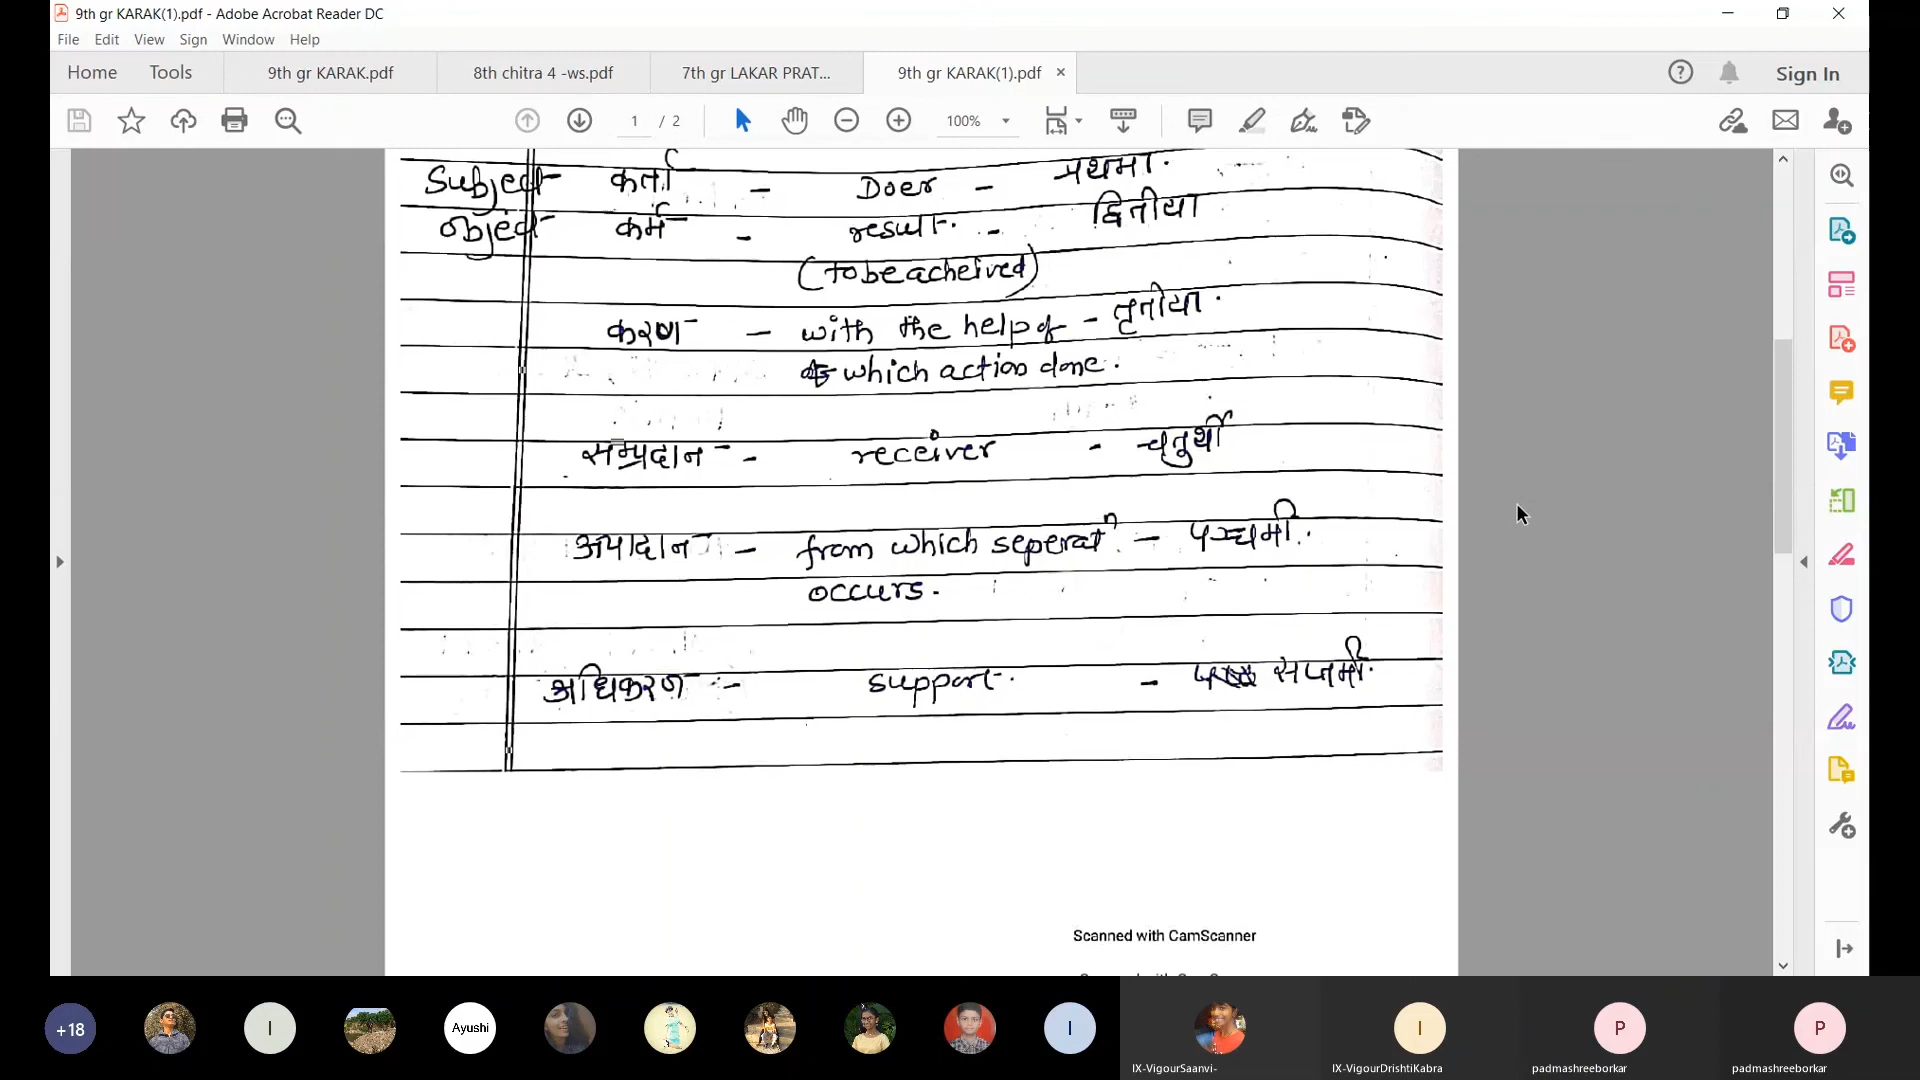 9th gr KARAK(1).pdf - Adobe Acrobat Reader DC
File Edit View Sign Window Help
Home Tools 9th gr KARAK.pdf 8th chitra 4 -ws.pdf 7th gr LAKAR PRAT... 9th gr KARAK(1).pdf × Sign In
1 / 2 100%
Subject कर्ता - Doer - प्रथमा.
Object कर्म - result. - द्वितीया
(to be acheived)
करण - with the help of - तृतीया.
which action done.
सम्प्रदान - receiver - चतुर्थी
अपादान - from which seperatⁿ - पञ्चमी.
occurs.
अधिकरण - support. - सप्तमी.
Scanned with CamScanner
+18 I Ayushi I I P P
IX-VigourSaanvi- IX-VigourDrishtiKabra padmashreeborkar padmashreeborkar